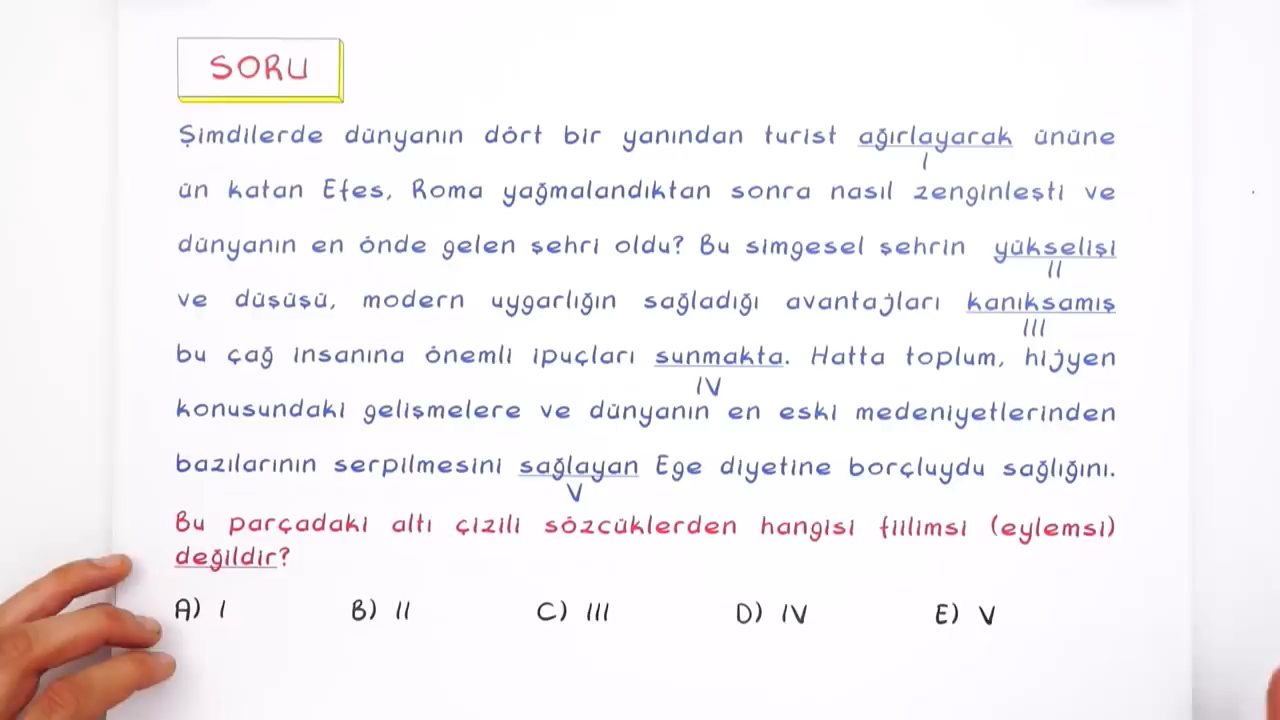 SORU
Şimdilerde dünyanın dört bir yanından turist ağırlayarak ününe
I
ün katan Efes, Roma yağmalandıktan sonra nasıl zenginleşti ve
dünyanın en önde gelen şehri oldu? Bu simgesel şehrin yükselişi
II
ve düşüşü, modern uygarlığın sağladığı avantajları kanıksamış
III
bu çağ insanına önemli ipuçları sunmakta. Hatta toplum, hijyen
IV
konusundaki gelişmelere ve dünyanın en eski medeniyetlerinden
bazılarının serpilmesini sağlayan Ege diyetine borçluydu sağlığını.
V
Bu parçadaki altı çizili sözcüklerden hangisi fiilimsi (eylemsi)
değildir?
A) I B) II C) III D) IV E) V